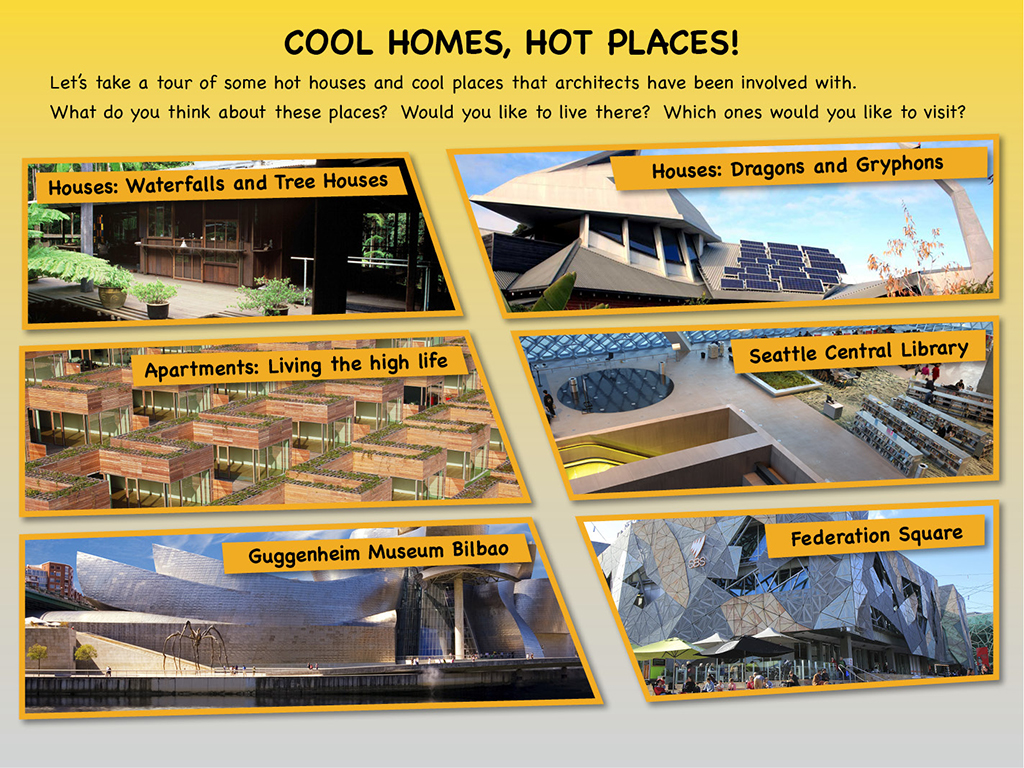 COOL HOMES, HOT PLACES!
Let's take a tour of some hot houses and cool places that architects have been involved with.
What do you think about these places? Would you like to live there? Which ones would you like to visit?
Houses: Waterfalls and Tree Houses
Houses: Dragons and Gryphons
Apartments: Living the high life
Seattle Central Library
Guggenheim Museum Bilbao
Federation Square
SBS